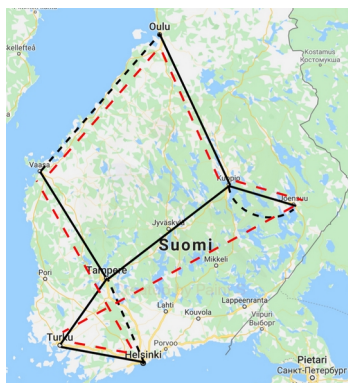 Oulu
kellefteå
Kostamus
Костомукша
Vaasa
Kuopio
Joensuu
Jyväskylä
Suomi
Mikkeli
Pori
Tampere
Lahti
Kouvola
Lappeenranta
Viipuri
Выборг
Turku
Helsinki
Porvoo
Pietari
Санкт-Петербург